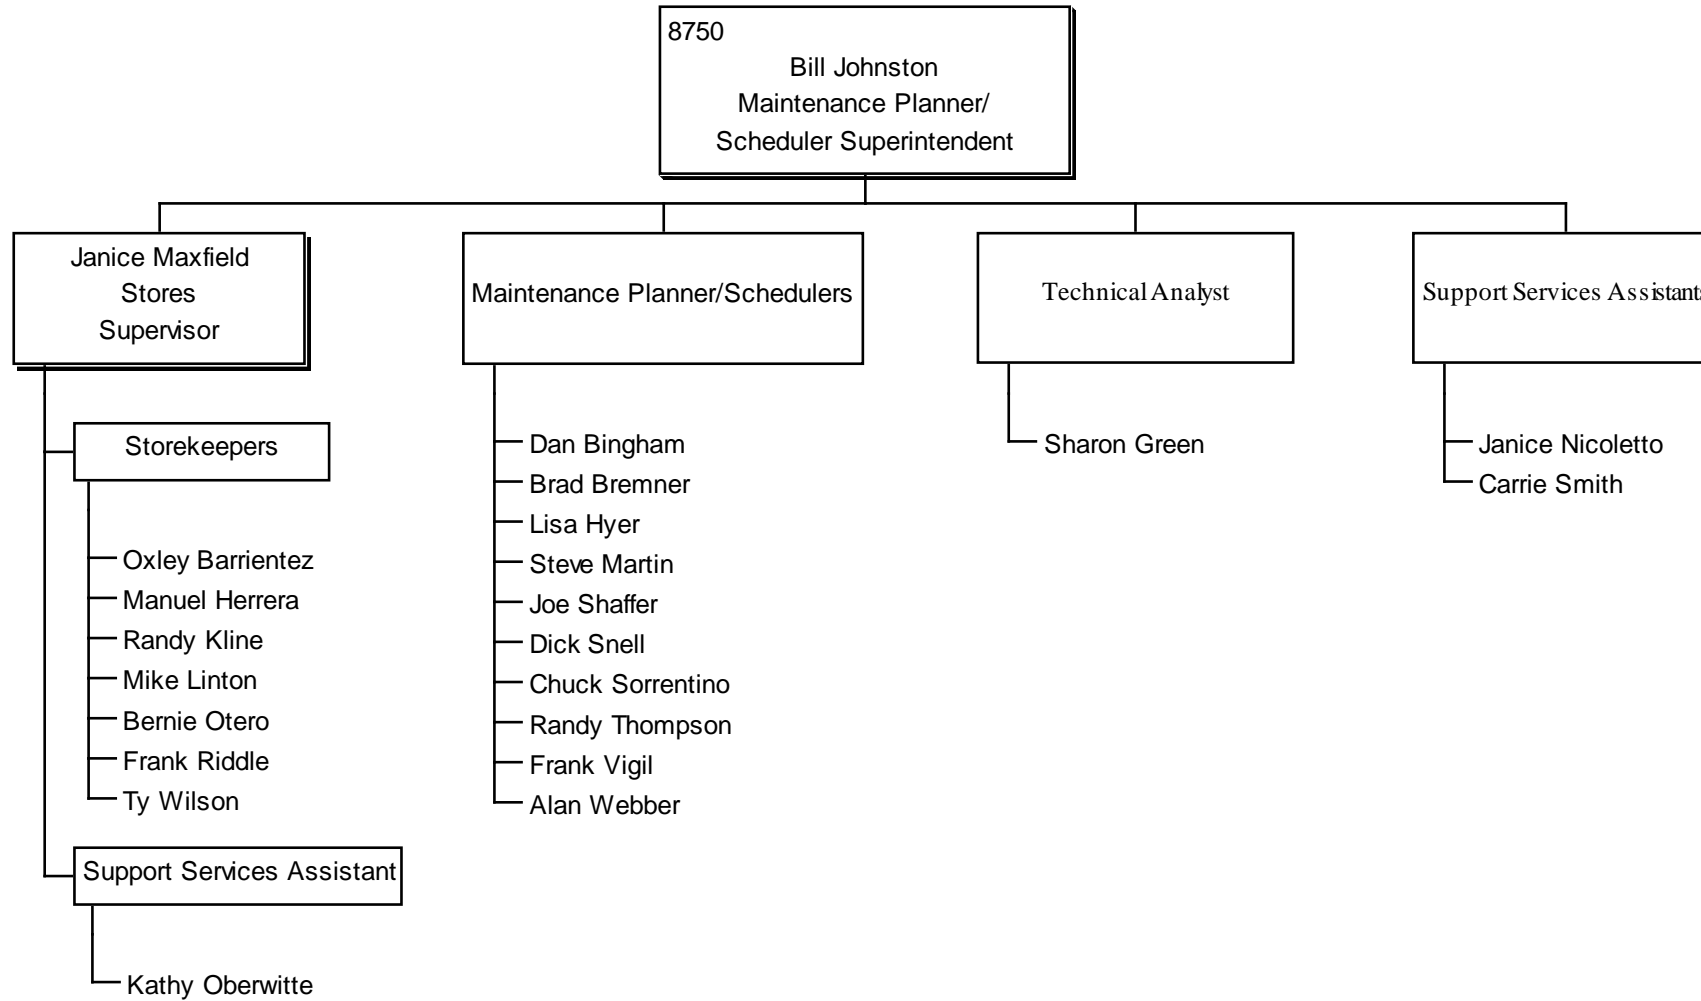 8750
Bill Johnston
Maintenance Planner/
Scheduler Superintendent
Janice Maxfield
Stores
Supervisor
Storekeepers
Oxley Barrientez
Manuel Herrera
Randy Kline
Mike Linton
Bernie Otero
Frank Riddle
Ty Wilson
Support Services Assistant
Kathy Oberwitte
Maintenance Planner/Schedulers
Dan Bingham
Brad Bremner
Lisa Hyer
Steve Martin
Joe Shaffer
Dick Snell
Chuck Sorrentino
Randy Thompson
Frank Vigil
Alan Webber
Technical Analyst
Sharon Green
Support Services Assistants
Janice Nicoletto
Carrie Smith